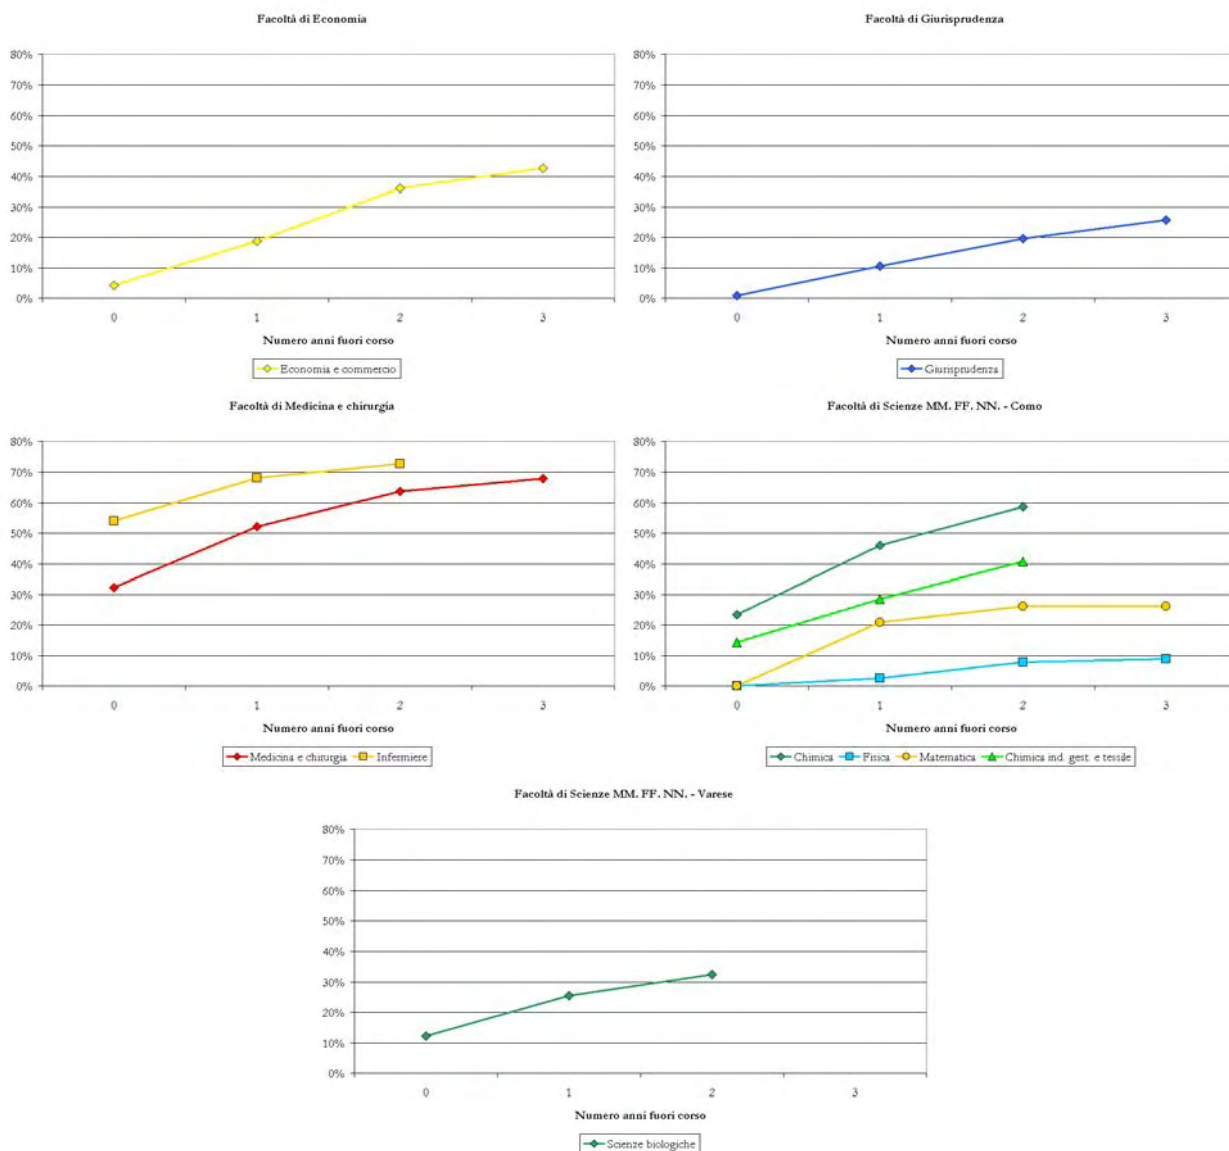 Facoltà di Economia
80%
70%
60%
50%
40%
30%
20%
10%
0%
0 1 2 3
Numero anni fuori corso
Economia e commercio
Facoltà di Giurisprudenza
80%
70%
60%
50%
40%
30%
20%
10%
0%
0 1 2 3
Numero anni fuori corso
Giurisprudenza
Facoltà di Medicina e chirurgia
80%
70%
60%
50%
40%
30%
20%
10%
0%
0 1 2 3
Numero anni fuori corso
Medicina e chirurgia Infermiere
Facoltà di Scienze MM. FF. NN. - Como
80%
70%
60%
50%
40%
30%
20%
10%
0%
0 1 2 3
Numero anni fuori corso
Chimica Fisica Matematica Chimica ind. gest. e tessile
Facoltà di Scienze MM. FF. NN. - Varese
80%
70%
60%
50%
40%
30%
20%
10%
0%
0 1 2 3
Numero anni fuori corso
Scienze biologiche